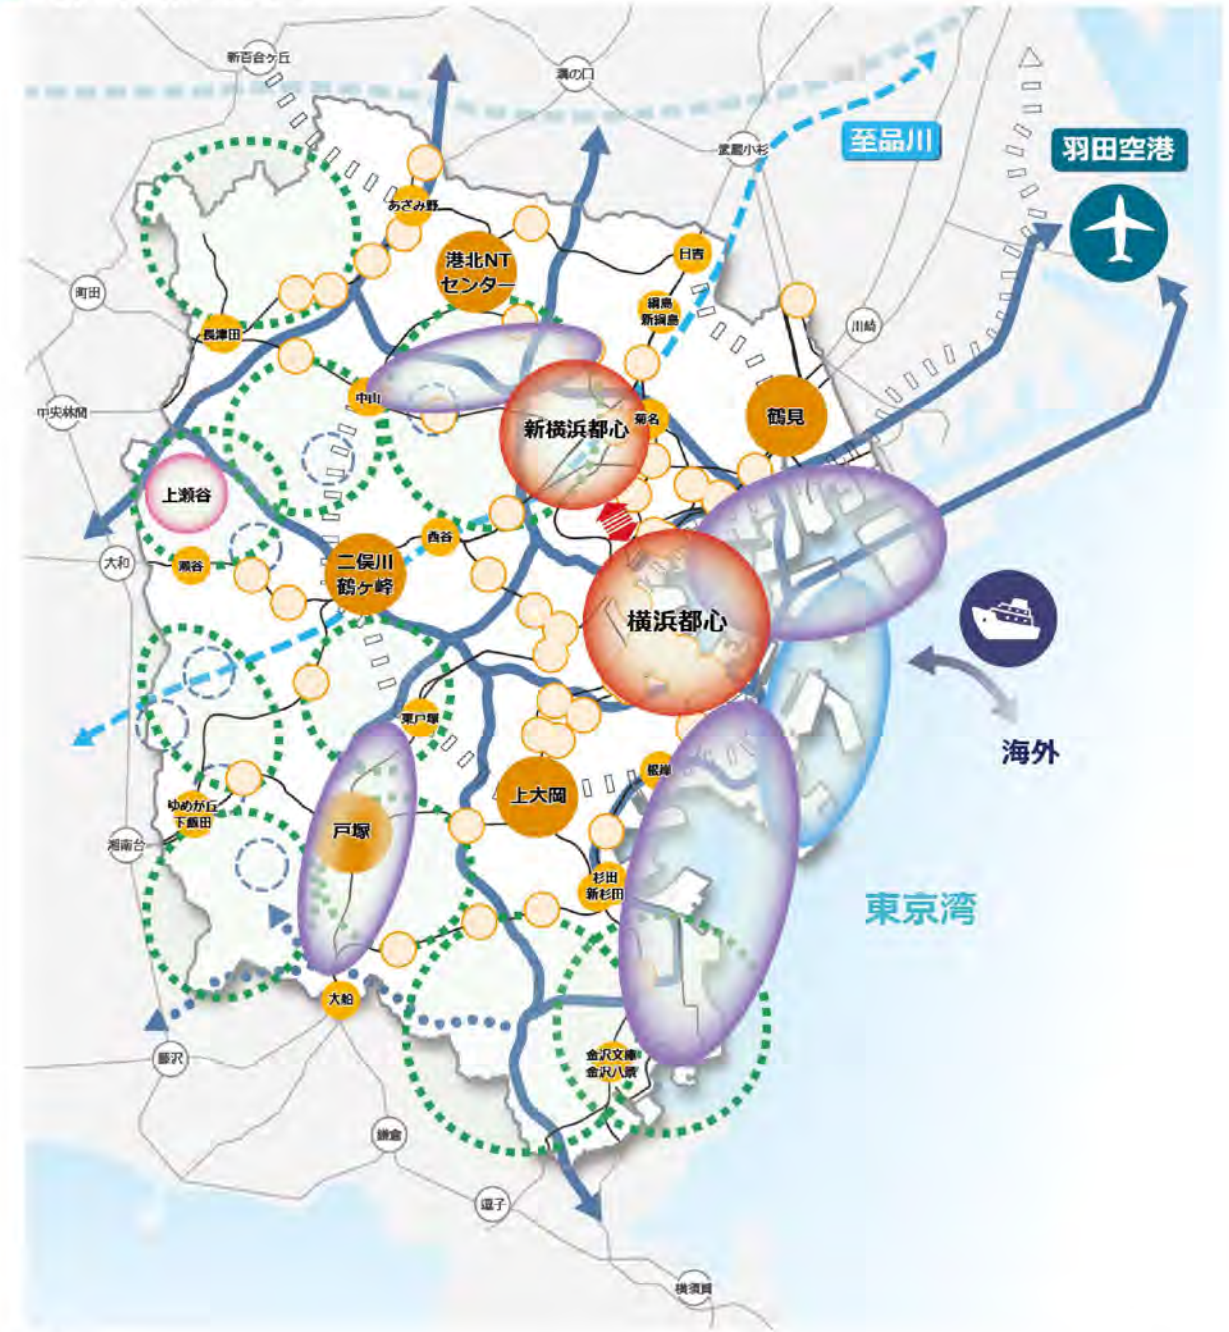 新百合ヶ丘
溝の口
武蔵小杉
至品川
羽田空港
あざみ野
港北NT
センター
日吉
町田
綱島
新綱島
長津田
川崎
中央林間
中山
新横浜都心
菊名
鶴見
上瀬谷
西谷
大和
瀬谷
二俣川
鶴ヶ峰
横浜都心
東戸塚
海外
根岸
上大岡
ゆめが丘
下飯田
戸塚
湘南台
杉田
新杉田
東京湾
大船
藤沢
金沢文庫
金沢八景
鎌倉
逗子
横須賀